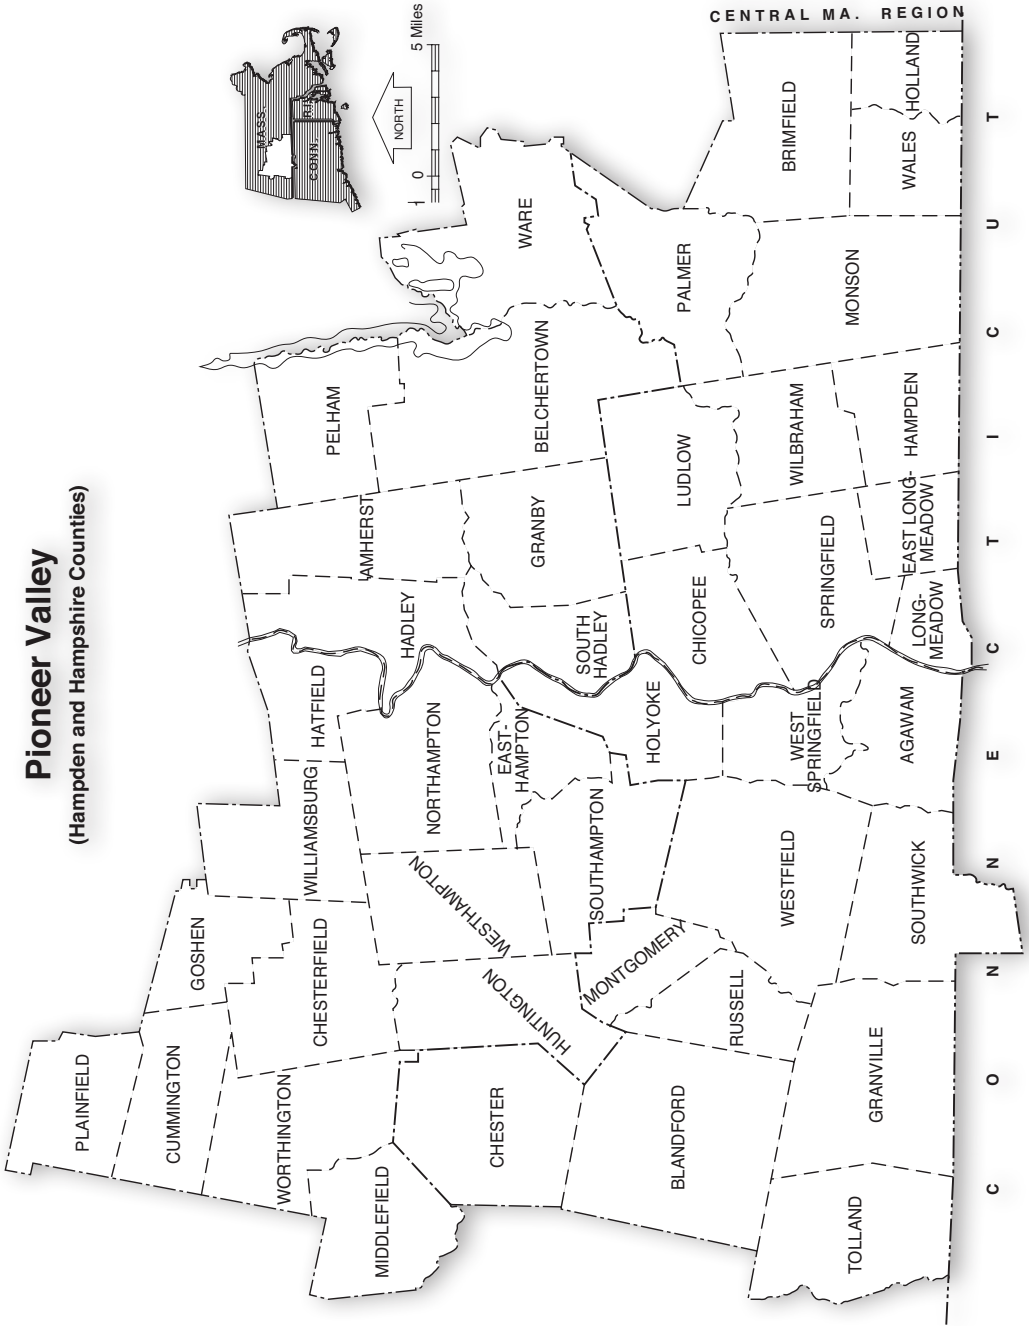 Pioneer Valley
(Hampden and Hampshire Counties)
MASS.
CONN.
R.I.
NORTH
0
5 Miles
CENTRAL MA. REGION
PLAINFIELD
CUMMINGTON
GOSHEN
WORTHINGTON
CHESTERFIELD
WILLIAMSBURG
HATFIELD
MIDDLEFIELD
HADLEY
AMHERST
PELHAM
NORTHAMPTON
WESTHAMPTON
HUNTINGTON
CHESTER
EAST-
HAMPTON
SOUTHAMPTON
SOUTH
HADLEY
GRANBY
BELCHERTOWN
WARE
MONTGOMERY
HOLYOKE
CHICOPEE
LUDLOW
PALMER
BLANDFORD
RUSSELL
WESTFIELD
WEST
SPRINGFIELD
SPRINGFIELD
WILBRAHAM
MONSON
BRIMFIELD
TOLLAND
GRANVILLE
SOUTHWICK
AGAWAM
LONG-
MEADOW
EAST LONG-
MEADOW
HAMPDEN
WALES
HOLLAND
CONNECTICUT